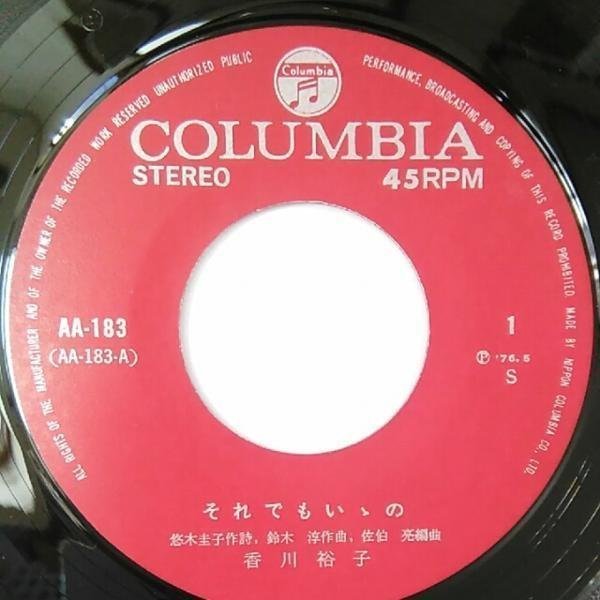 ALL RIGHTS OF THE MANUFACTURER AND OF THE OWNER OF THE RECORDED WORK RESERVED UNAUTHORIZED PUBLIC PERFORMANCE, BROADCASTING AND COPYING OF THIS RECORD PROHIBITED. MADE BY NIPPON COLUMBIA CO., LTD.
Columbia
COLUMBIA
STEREO 45RPM
AA-183 1
(AA-183-A) Ⓟ '76.5
S
それでもいゝの
悠木圭子作詩, 鈴木 淳作曲, 佐伯 亮編曲
香川裕子